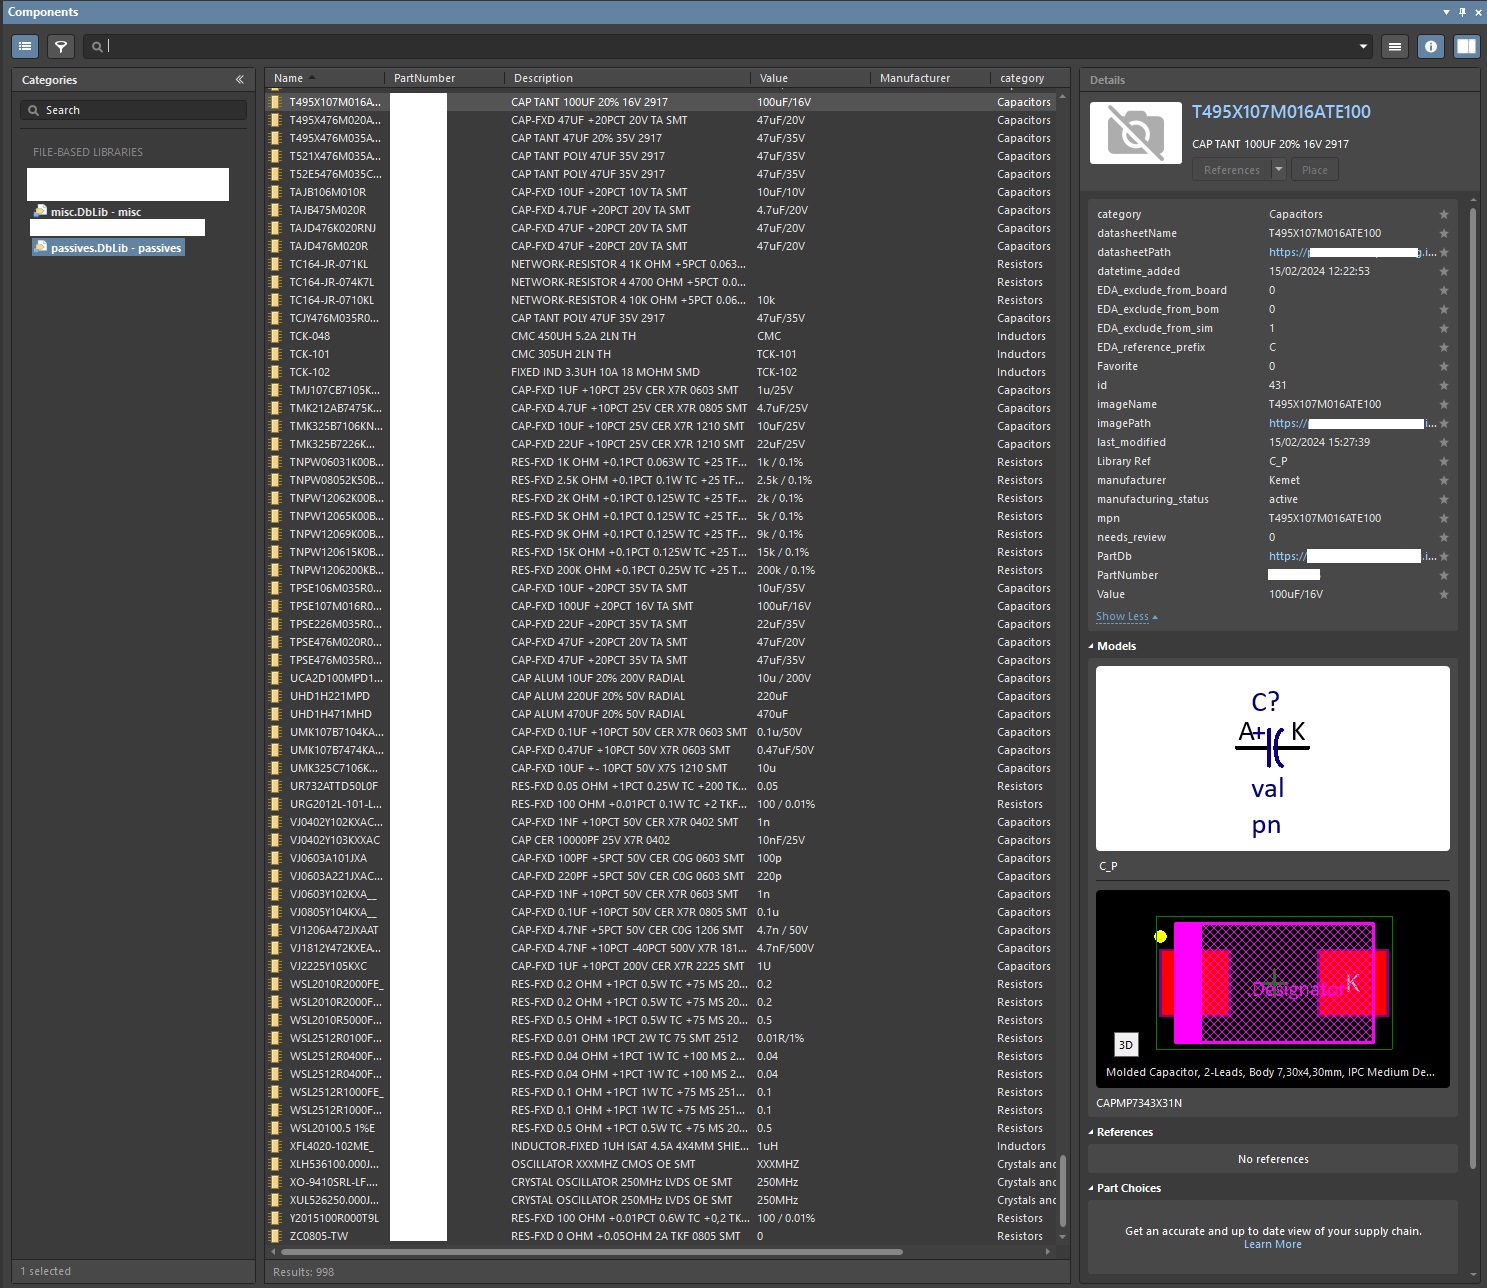 Components
Categories
Search
FILE-BASED LIBRARIES
misc.DbLib - misc
passives.DbLib - passives
1 selected
Name PartNumber Description Value Manufacturer category
T495X107M016A... CAP TANT 100UF 20% 16V 2917 100uF/16V Capacitors
T495X476M020A... CAP-FXD 47UF +20PCT 20V TA SMT 47uF/20V Capacitors
T495X476M035A... CAP TANT 47UF 20% 35V 2917 47uF/35V Capacitors
T521X476M035A... CAP TANT POLY 47UF 35V 2917 47uF/35V Capacitors
T52E5476M035C... CAP TANT POLY 47UF 35V 2917 47uF/35V Capacitors
TAJB106M010R CAP-FXD 10UF +20PCT 10V TA SMT 10uF/10V Capacitors
TAJB475M020R CAP-FXD 4.7UF +20PCT 20V TA SMT 4.7uF/20V Capacitors
TAJD476K020RNJ CAP-FXD 47UF +20PCT 20V TA SMT 47uF/20V Capacitors
TAJD476M020R CAP-FXD 47UF +20PCT 20V TA SMT 47uF/20V Capacitors
TC164-JR-071KL NETWORK-RESISTOR 4 1K OHM +5PCT 0.063... Resistors
TC164-JR-074K7L NETWORK-RESISTOR 4 4700 OHM +5PCT 0.0... Resistors
TC164-JR-0710KL NETWORK-RESISTOR 4 10K OHM +5PCT 0.06... 10k Resistors
TCJY476M035R0... CAP TANT POLY 47UF 35V 2917 47uF/35V Capacitors
TCK-048 CMC 450UH 5.2A 2LN TH CMC Inductors
TCK-101 CMC 305UH 2LN TH TCK-101 Inductors
TCK-102 FIXED IND 3.3UH 10A 18 MOHM SMD TCK-102 Inductors
TMJ107CB7105K... CAP-FXD 1UF +10PCT 25V CER X7R 0603 SMT 1u/25V Capacitors
TMK212AB7475K... CAP-FXD 4.7UF +10PCT 25V CER X7R 0805 SMT 4.7uF/25V Capacitors
TMK325B7106KN... CAP-FXD 10UF +10PCT 25V CER X7R 1210 SMT 10uF/25V Capacitors
TMK325B7226K... CAP-FXD 22UF +10PCT 25V CER X7R 1210 SMT 22uF/25V Capacitors
TNPW06031K00B... RES-FXD 1K OHM +0.1PCT 0.063W TC +25 TF... 1k / 0.1% Resistors
TNPW08052K50B... RES-FXD 2.5K OHM +0.1PCT 0.1W TC +25 TF... 2.5k / 0.1% Resistors
TNPW12062K00B... RES-FXD 2K OHM +0.1PCT 0.125W TC +25 TF... 2k / 0.1% Resistors
TNPW12065K00B... RES-FXD 5K OHM +0.1PCT 0.125W TC +25 TF... 5k / 0.1% Resistors
TNPW12069K00B... RES-FXD 9K OHM +0.1PCT 0.125W TC +25 TF... 9k / 0.1% Resistors
TNPW120615K0B... RES-FXD 15K OHM +0.1PCT 0.125W TC +25 T... 15k / 0.1% Resistors
TNPW1206200KB... RES-FXD 200K OHM +0.1PCT 0.25W TC +25 T... 200k / 0.1% Resistors
TPSE106M035R0... CAP-FXD 10UF +20PCT 35V TA SMT 10uF/35V Capacitors
TPSE107M016R0... CAP-FXD 100UF +20PCT 16V TA SMT 100uF/16V Capacitors
TPSE226M035R0... CAP-FXD 22UF +20PCT 35V TA SMT 22uF/35V Capacitors
TPSE476M020R0... CAP-FXD 47UF +20PCT 20V TA SMT 47uF/20V Capacitors
TPSE476M035R0... CAP-FXD 47UF +20PCT 35V TA SMT 47uF/35V Capacitors
UCA2D100MPD1... CAP ALUM 10UF 20% 200V RADIAL 10u / 200V Capacitors
UHD1H221MPD CAP ALUM 220UF 20% 50V RADIAL 220uF Capacitors
UHD1H471MHD CAP ALUM 470UF 20% 50V RADIAL 470uF Capacitors
UMK107B7104KA... CAP-FXD 0.1UF +10PCT 50V CER X7R 0603 SMT 0.1u/50V Capacitors
UMK107B7474KA... CAP-FXD 0.47UF +10PCT 50V X7R 0603 SMT 0.47uF/50V Capacitors
UMK325C7106K... CAP-FXD 10UF +- 10PCT 50V X7S 1210 SMT 10u Capacitors
UR732ATTD50L0F RES-FXD 0.05 OHM +1PCT 0.25W TC +200 TK... 0.05 Resistors
URG2012L-101-L... RES-FXD 100 OHM +0.01PCT 0.1W TC +2 TKF... 100 / 0.01% Resistors
VJ0402Y102KXAC... CAP-FXD 1NF +10PCT 50V CER X7R 0402 SMT 1n Capacitors
VJ0402Y103KXXAC CAP CER 10000PF 25V X7R 0402 10nF/25V Capacitors
VJ0603A101JXA CAP-FXD 100PF +5PCT 50V CER C0G 0603 SMT 100p Capacitors
VJ0603A221JXAC... CAP-FXD 220PF +5PCT 50V CER C0G 0603 SMT 220p Capacitors
VJ0603Y102KXA__ CAP-FXD 1NF +10PCT 50V CER X7R 0603 SMT 1n Capacitors
VJ0805Y104KXA__ CAP-FXD 0.1UF +10PCT 50V CER X7R 0805 SMT 0.1u Capacitors
VJ1206A472JXAAT CAP-FXD 4.7NF +5PCT 50V CER C0G 1206 SMT 4.7n / 50V Capacitors
VJ1812Y472KXEA... CAP-FXD 4.7NF +10PCT -40PCT 500V X7R 181... 4.7nF/500V Capacitors
VJ2225Y105KXC CAP-FXD 1UF +10PCT 200V CER X7R 2225 SMT 1U Capacitors
WSL2010R2000FE_ RES-FXD 0.2 OHM +1PCT 0.5W TC +75 MS 20... 0.2 Resistors
WSL2010R2000F... RES-FXD 0.2 OHM +1PCT 0.5W TC +75 MS 20... 0.2 Resistors
WSL2010R5000F... RES-FXD 0.5 OHM +1PCT 0.5W TC +75 MS 20... 0.5 Resistors
WSL2512R0100F... RES-FXD 0.01 OHM 1PCT 2W TC 75 SMT 2512 0.01R/1% Resistors
WSL2512R0400F... RES-FXD 0.04 OHM +1PCT 1W TC +100 MS 2... 0.04 Resistors
WSL2512R0400F... RES-FXD 0.04 OHM +1PCT 1W TC +100 MS 2... 0.04 Resistors
WSL2512R1000FE_ RES-FXD 0.1 OHM +1PCT 1W TC +75 MS 251... 0.1 Resistors
WSL2512R1000F... RES-FXD 0.1 OHM +1PCT 1W TC +75 MS 251... 0.1 Resistors
WSL20100.5 1%E RES-FXD 0.5 OHM +1PCT 0.5W TC +75 MS 20... 0.5 Resistors
XFL4020-102ME_ INDUCTOR-FIXED 1UH ISAT 4.5A 4X4MM SHIE... 1uH Inductors
XLH536100.000J... OSCILLATOR XXXMHZ CMOS OE SMT XXXMHZ Crystals and
XO-9410SRL-LF.... CRYSTAL OSCILLATOR 250MHz LVDS OE SMT 250MHz Crystals and
XUL526250.000J... CRYSTAL OSCILLATOR 250MHz LVDS OE SMT 250MHz Crystals and
Y2015100R000T9L RES-FXD 100 OHM +0.01PCT 0.6W TC +0,2 TK... 100 / 0.01% Resistors
ZC0805-TW RES-FXD 0 OHM +0.05OHM 2A TKF 0805 SMT 0 Resistors
Results: 998
Details
T495X107M016ATE100
CAP TANT 100UF 20% 16V 2917
References Place
category Capacitors
datasheetName T495X107M016ATE100
datasheetPath https:// g.i...
datetime_added 15/02/2024 12:22:53
EDA_exclude_from_board 0
EDA_exclude_from_bom 0
EDA_exclude_from_sim 1
EDA_reference_prefix C
Favorite 0
id 431
imageName T495X107M016ATE100
imagePath https:// i...
last_modified 15/02/2024 15:27:39
Library Ref C_P
manufacturer Kemet
manufacturing_status active
mpn T495X107M016ATE100
needs_review 0
PartDb https:// .i...
PartNumber
Value 100uF/16V
Show Less
Models
C?
A+ K
val
pn
C_P
Designator K
3D
Molded Capacitor, 2-Leads, Body 7,30x4,30mm, IPC Medium De...
CAPMP7343X31N
References
No references
Part Choices
Get an accurate and up to date view of your supply chain.
Learn More